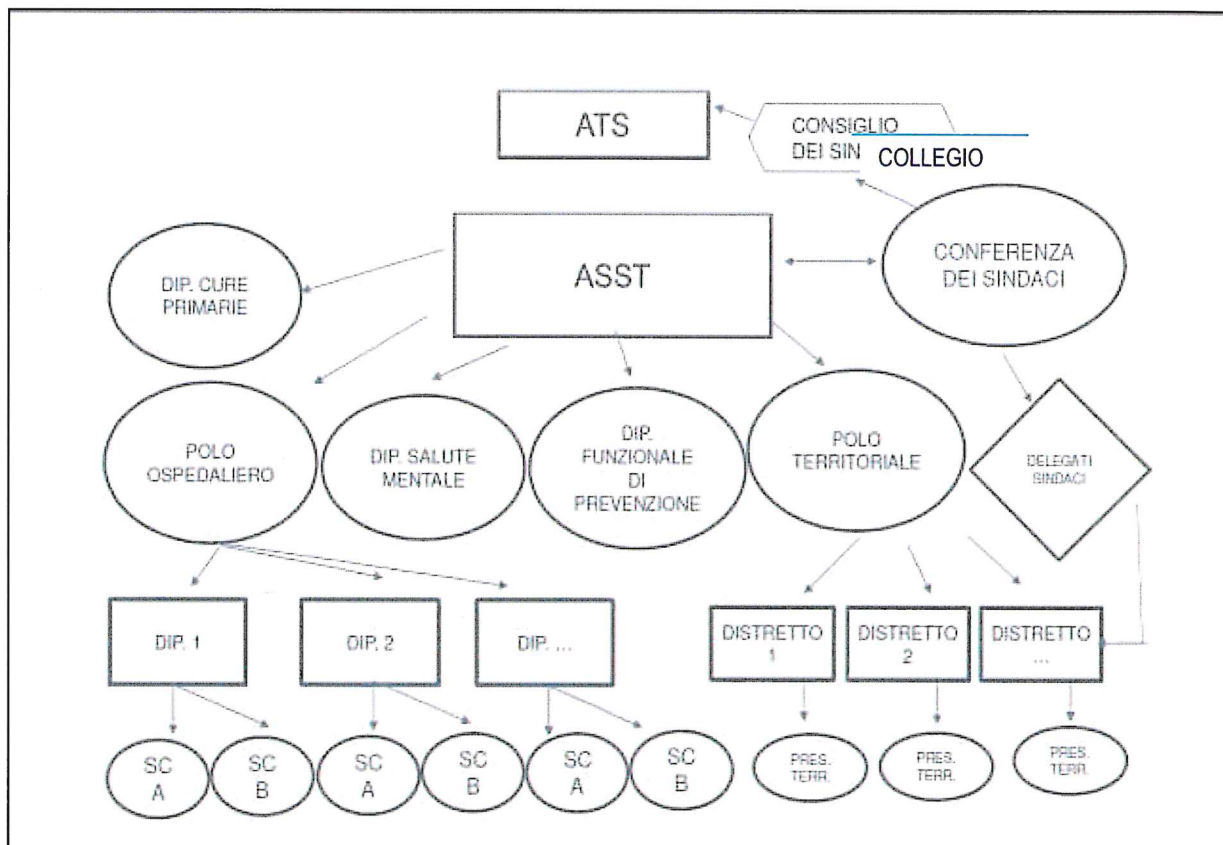 ATS
CONSIGLIO
DEI SIN
COLLEGIO
CONFERENZA
DEI SINDACI
ASST
DIP. CURE
PRIMARIE
POLO
OSPEDALIERO
DIP. SALUTE
MENTALE
DIP.
FUNZIONALE
DI
PREVENZIONE
POLO
TERRITORIALE
DELEGATI
SINDACI
DIP. 1
DIP. 2
DIP. ...
DISTRETTO
1
DISTRETTO
2
DISTRETTO
...
SC
A
SC
B
SC
A
SC
B
SC
A
SC
B
PRES.
TERR.
PRES.
TERR.
PRES.
TERR.